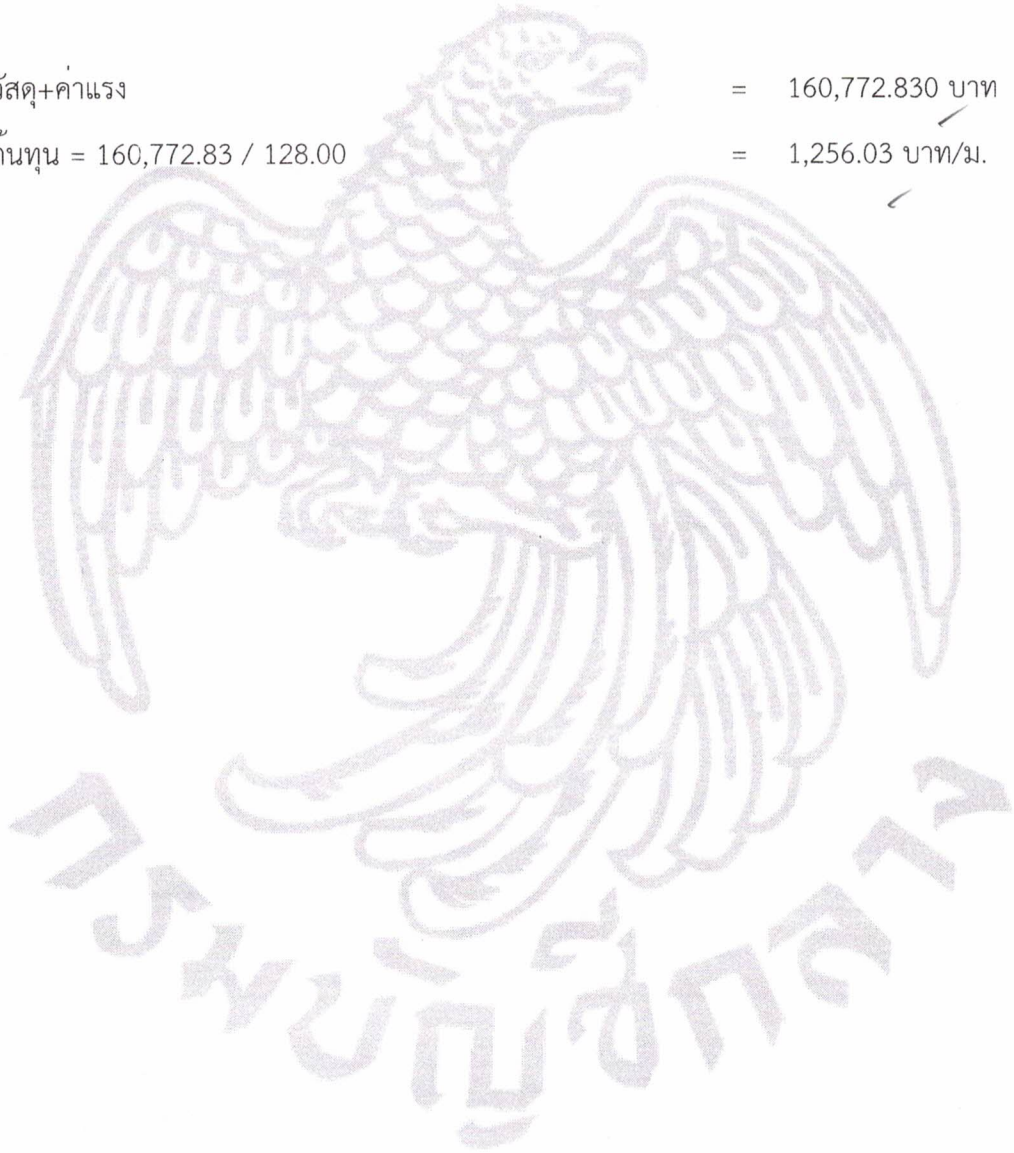 วัสดุ+ค่าแรง = 160,772.830 บาท
ต้นทุน = 160,772.83 / 128.00 = 1,256.03 บาท/ม.
กรมบัญชีกลาง